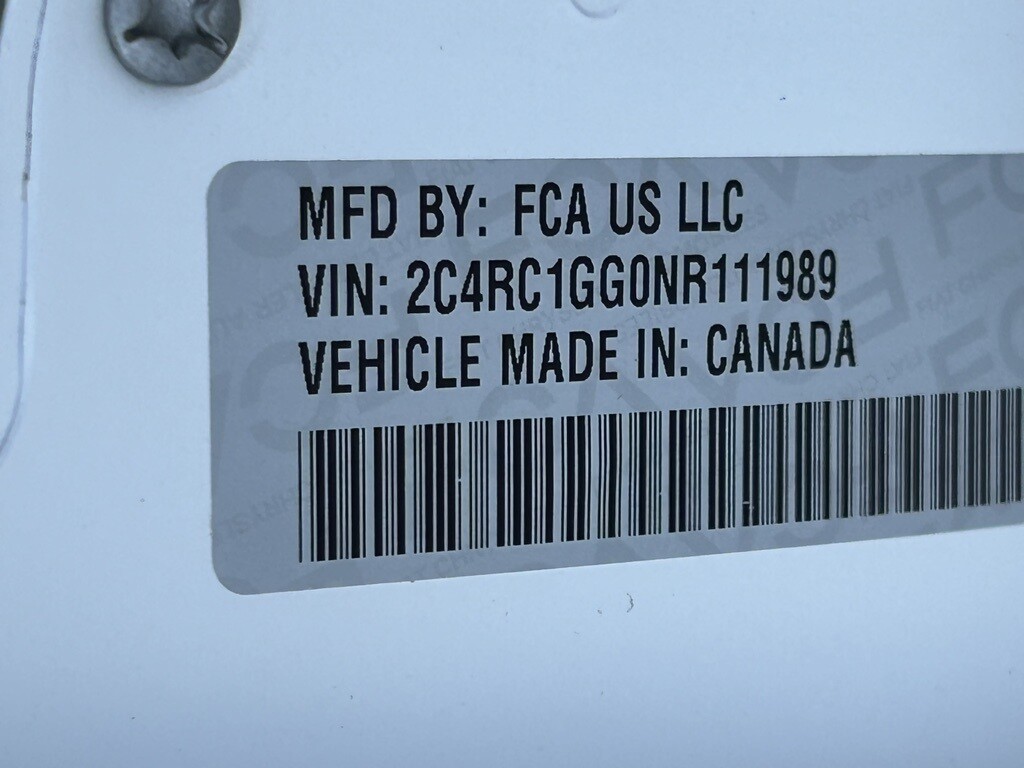 MFD BY: FCA US LLC
VIN: 2C4RC1GG0NR111989
VEHICLE MADE IN: CANADA